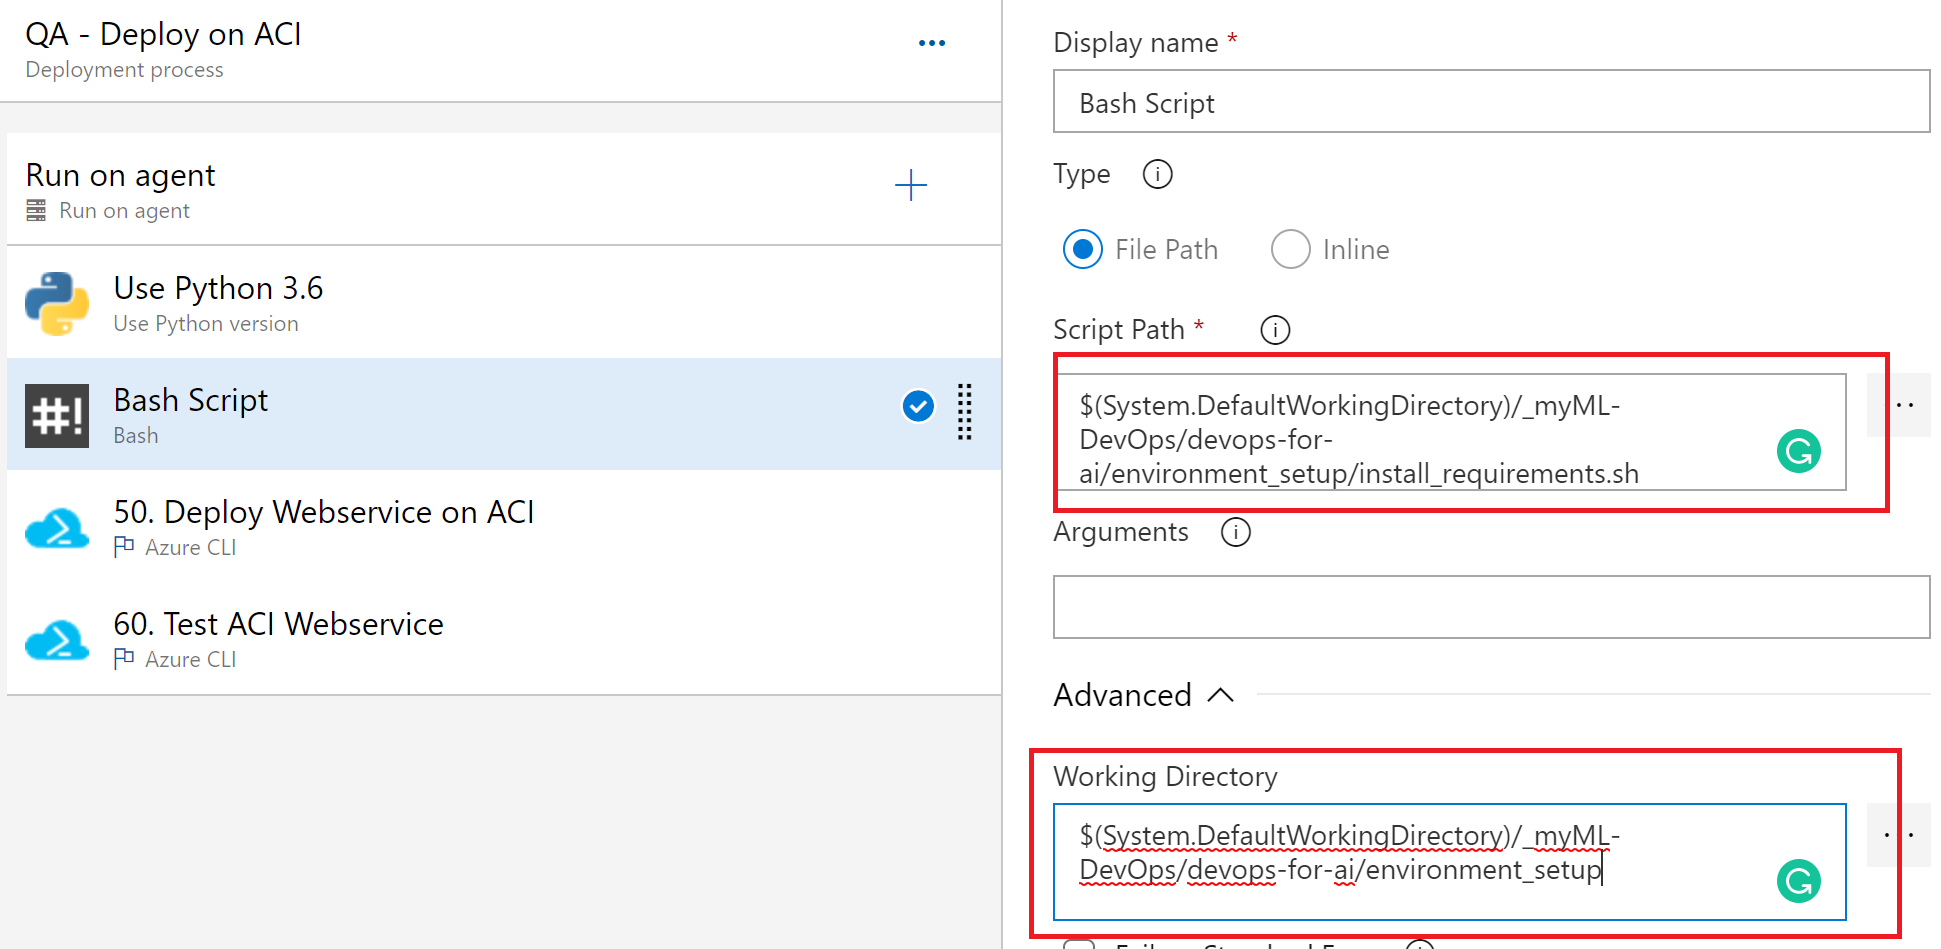 QA - Deploy on ACI
Deployment process
Run on agent
Run on agent
Use Python 3.6
Use Python version
#!
Bash Script
Bash
50. Deploy Webservice on ACI
Azure CLI
60. Test ACI Webservice
Azure CLI
Display name *
Bash Script
Type
File Path
Inline
Script Path *
$(System.DefaultWorkingDirectory)/_myML-
DevOps/devops-for-
ai/environment_setup/install_requirements.sh
Arguments
Advanced
Working Directory
$(System.DefaultWorkingDirectory)/_myML-
DevOps/devops-for-ai/environment_setup